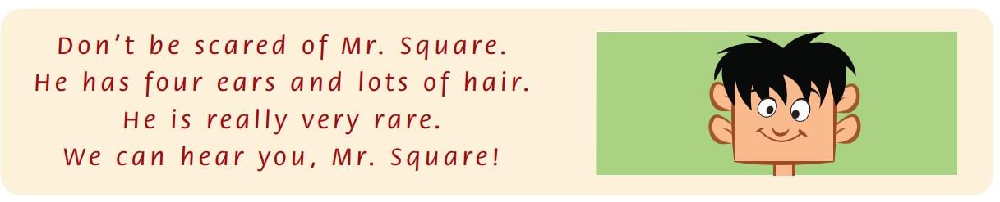 Don’t be scared of Mr. Square.
He has four ears and lots of hair.
He is really very rare.
We can hear you, Mr. Square!